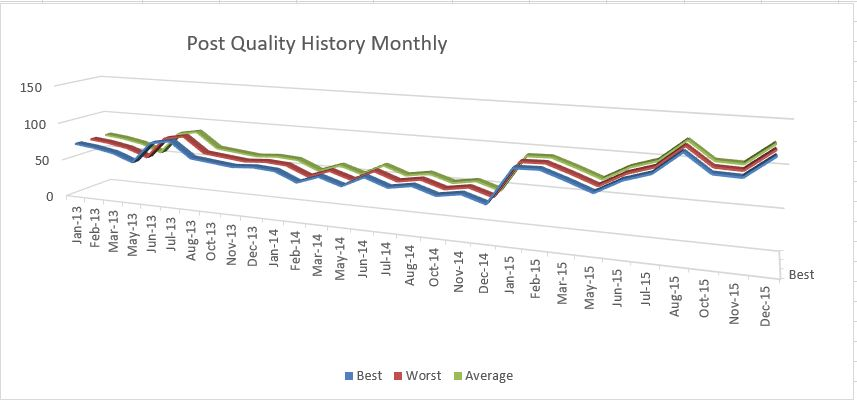 Post Quality History Monthly
150
100
50
0
Jan-13
Feb-13
Mar-13
May-13
Jun-13
Jul-13
Aug-13
Oct-13
Nov-13
Dec-13
Jan-14
Feb-14
Mar-14
May-14
Jun-14
Jul-14
Aug-14
Oct-14
Nov-14
Dec-14
Jan-15
Feb-15
Mar-15
May-15
Jun-15
Jul-15
Aug-15
Oct-15
Nov-15
Dec-15
Best
Best Worst Average